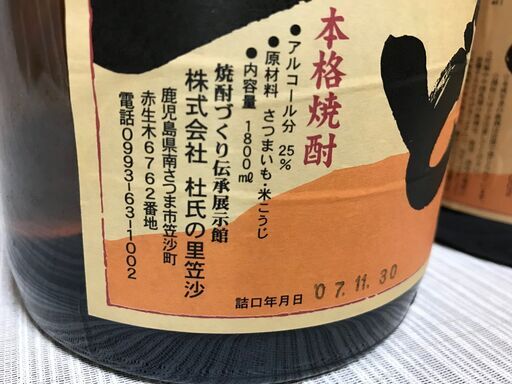 本格焼酎
●アルコール分 25%
●原材料 さつまいも・米こうじ
●内容量 1800㎖
焼酎づくり伝承展示館
株式会社 杜氏の里笠沙
鹿児島県南さつま市笠沙町
赤生木6762番地
電話0993-63-1002
詰口年月日 07.11.30